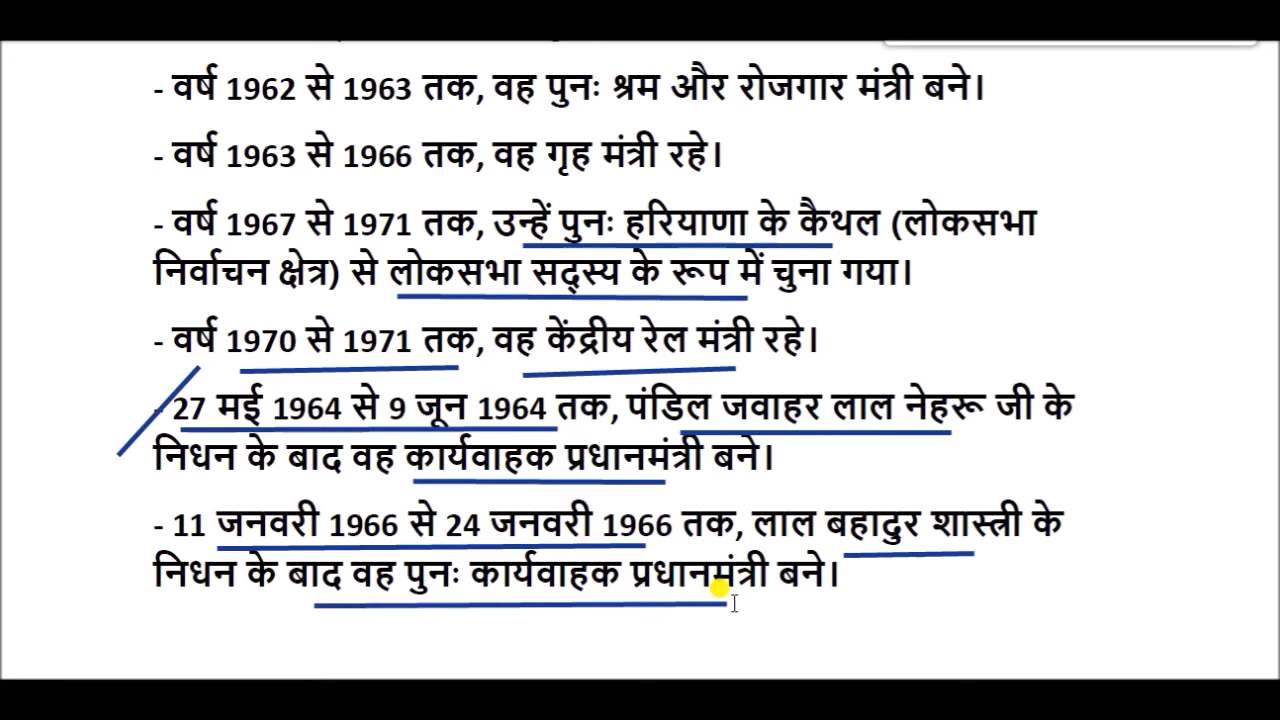 - वर्ष 1962 से 1963 तक, वह पुनः श्रम और रोजगार मंत्री बने।
- वर्ष 1963 से 1966 तक, वह गृह मंत्री रहे।
- वर्ष 1967 से 1971 तक, उन्हें पुनः हरियाणा के कैथल (लोकसभा
निर्वाचन क्षेत्र) से लोकसभा सद्स्य के रूप में चुना गया।
- वर्ष 1970 से 1971 तक, वह केंद्रीय रेल मंत्री रहे।
- 27 मई 1964 से 9 जून 1964 तक, पंडिल जवाहर लाल नेहरू जी के
निधन के बाद वह कार्यवाहक प्रधानमंत्री बने।
- 11 जनवरी 1966 से 24 जनवरी 1966 तक, लाल बहादुर शास्त्री के
निधन के बाद वह पुनः कार्यवाहक प्रधानमंत्री बने।